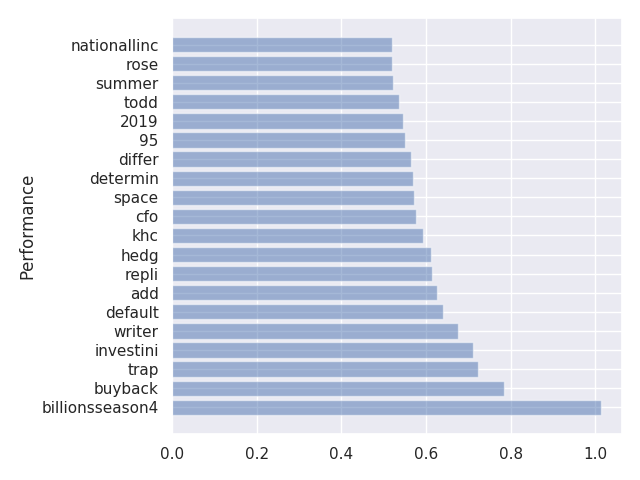 nationallinc
rose
summer
todd
2019
95
differ
determin
space
cfo
khc
hedg
repli
add
default
writer
investini
trap
buyback
billionsseason4
Performance
0.0 0.2 0.4 0.6 0.8 1.0